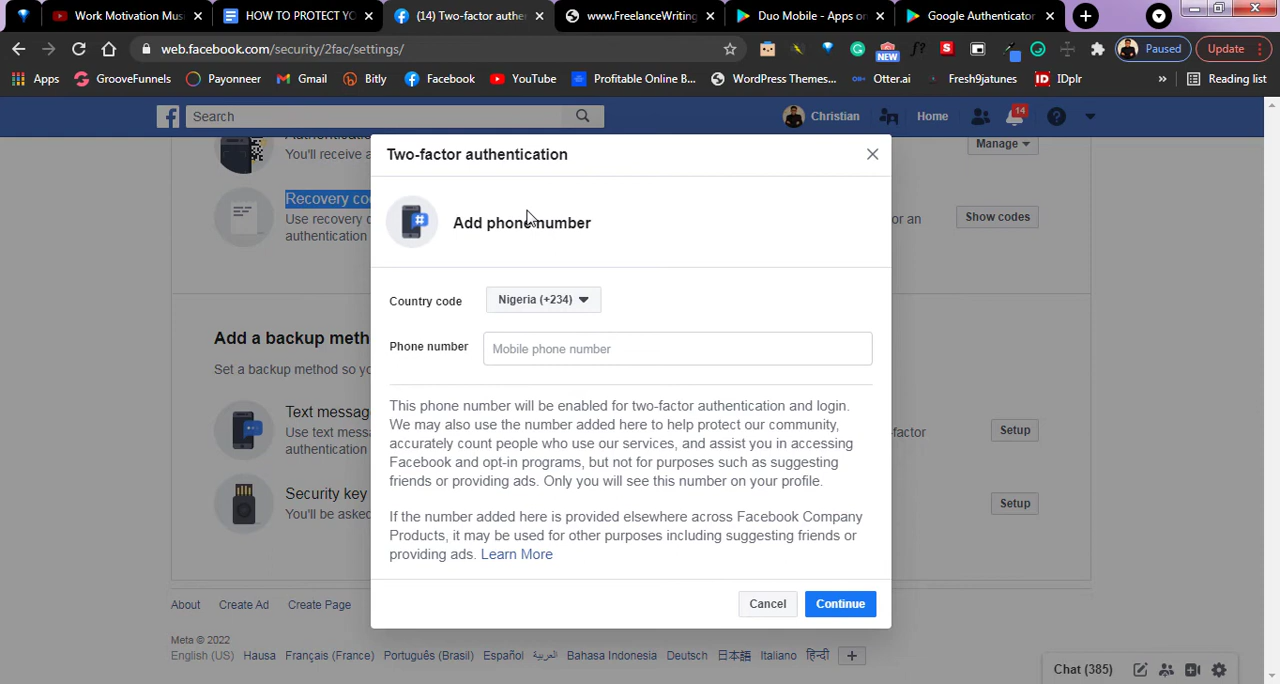 Work Motivation Mus
HOW TO PROTECT YO
(14) Two-factor authen
www.FreelanceWriting
Duo Mobile - Apps on
Google Authenticator
web.facebook.com/security/2fac/settings/
NEW
Paused
Update
Apps
GrooveFunnels
Payonneer
Gmail
Bitly
Facebook
YouTube
Profitable Online B...
WordPress Themes...
Otter.ai
Fresh9jatunes
IDplr
»
Reading list
Search
Christian
Home
14
You'll receive a
Manage
Recovery co
Use recovery c
authentication
or an
Show codes
Two-factor authentication
Add phone number
Country code
Nigeria (+234)
Phone number
Mobile phone number
This phone number will be enabled for two-factor authentication and login.
We may also use the number added here to help protect our community,
accurately count people who use our services, and assist you in accessing
Facebook and opt-in programs, but not for purposes such as suggesting
friends or providing ads. Only you will see this number on your profile.
If the number added here is provided elsewhere across Facebook Company
Products, it may be used for other purposes including suggesting friends or
providing ads. Learn More
Cancel
Continue
Add a backup meth
Set a backup method so yo
Text messag
Use text mess
authentication
factor
Setup
Security key
You'll be asked
Setup
About
Create Ad
Create Page
Meta © 2022
English (US) Hausa Français (France) Português (Brasil) Español العربية Bahasa Indonesia Deutsch 日本語 Italiano हिन्दी
Chat (385)